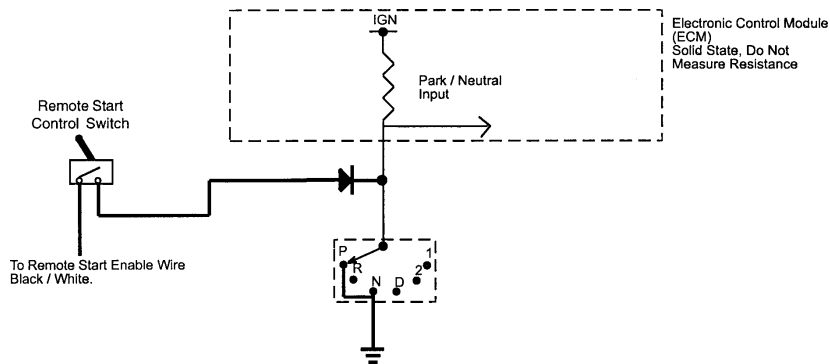 IGN
Electronic Control Module
(ECM)
Solid State, Do Not
Measure Resistance
Park / Neutral
Input
Remote Start
Control Switch
To Remote Start Enable Wire
Black / White.
P
R
N
D
2
1